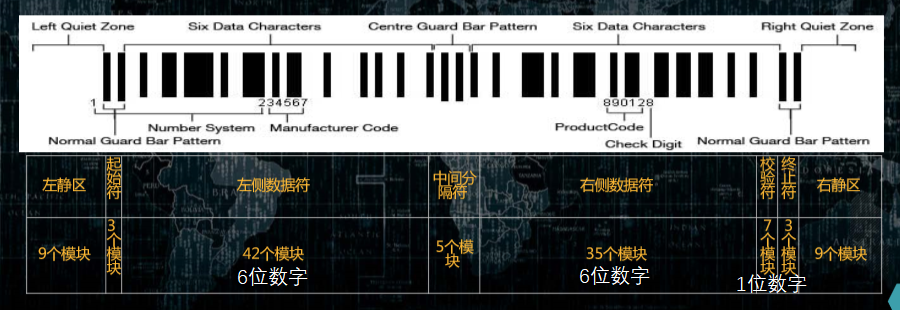 Left Quiet Zone Six Data Characters Centre Guard Bar Pattern Six Data Characters Right Quiet Zone
1 234567 890128
Number System Manufacturer Code ProductCode
Normal Guard Bar Pattern Check Digit Normal Guard Bar Pattern
左静区 起始符 左侧数据符 中间分隔符 右侧数据符 校验符 终止符 右静区
9个模块 3个模块 42个模块 5个模块 35个模块 7个模块 3个模块 9个模块
6位数字 6位数字 1位数字